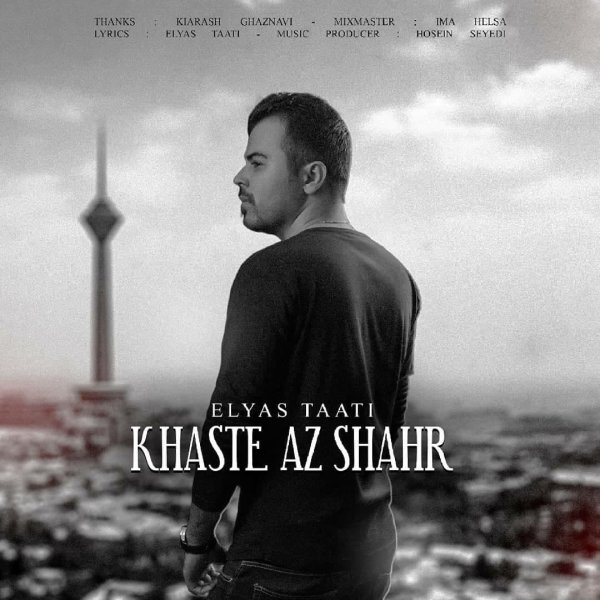 THANKS : KIARASH GHAZNAVI - MIXMASTER : IMA HELSA
LYRICS : ELYAS TAATI - MUSIC PRODUCER : HOSEIN SEYEDI
ELYAS TAATI
KHASTE AZ SHAHR